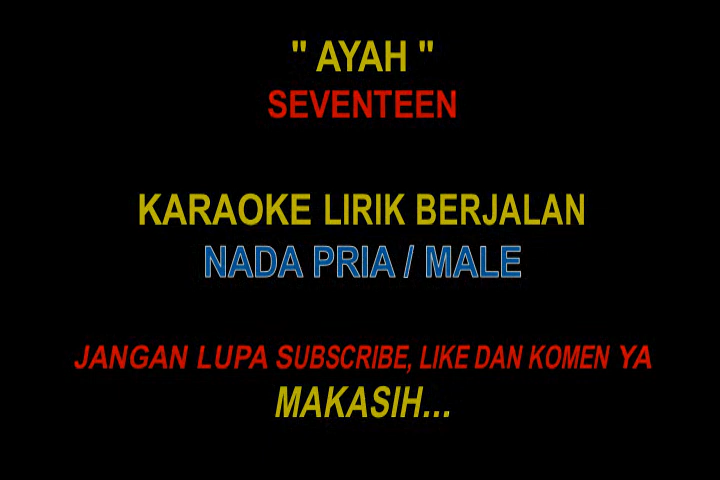 " AYAH "
SEVENTEEN
KARAOKE LIRIK BERJALAN
NADA PRIA / MALE
JANGAN LUPA SUBSCRIBE, LIKE DAN KOMEN YA
MAKASIH...